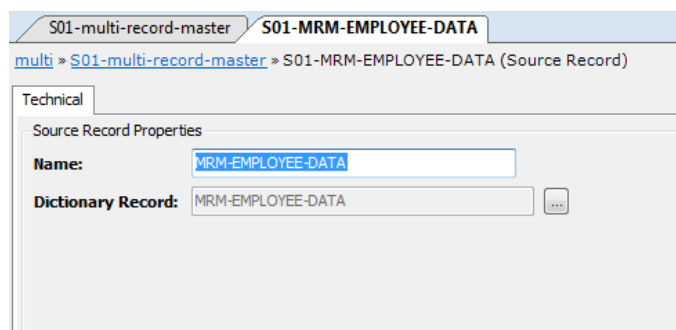 S01-multi-record-master S01-MRM-EMPLOYEE-DATA
multi » S01-multi-record-master » S01-MRM-EMPLOYEE-DATA (Source Record)
Technical
Source Record Properties
Name: MRM-EMPLOYEE-DATA
Dictionary Record: MRM-EMPLOYEE-DATA ...